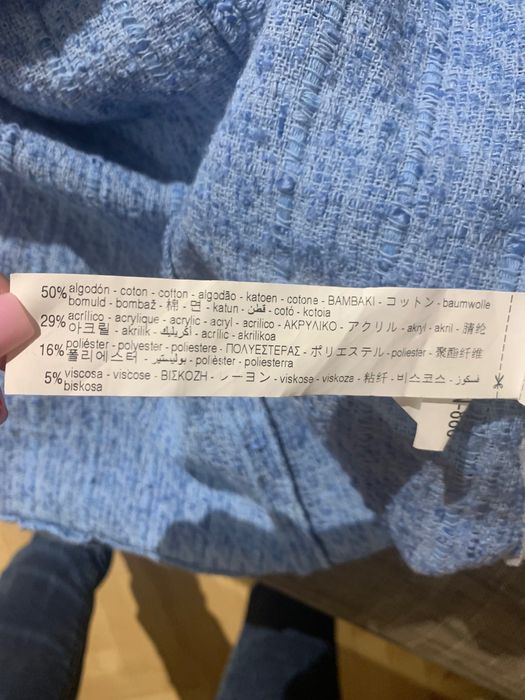 50% algodón - coton - cotton - algodão - katoen - cotone - ΒΑΜΒΑΚΙ - コットン - baumwolle
bomuld - bombaž - 棉 - 면 - katun - قطن - cotó - kctoia
29% acrílico - acrylique - acrylic - acryl - acrilico - ΑΚΡΥΛΙΚΟ - アクリル - akryl - akril - 腈纶
아크릴 - akrilik - أكريليك - acrílic - akrilikoa
16% poliéster - polyester - poliestere - ΠΟΛΥΕΣΤΕΡΑΣ - ポリエステル - poliester - 聚酯纤维
폴리에스터 - بوليستير - polièster - poliesterra
5% viscosa - viscose - ΒΙΣΚΟΖΗ - レーヨン - viskose - viskoza - 粘纤 - 비스코스 - فسكوز
biskosa